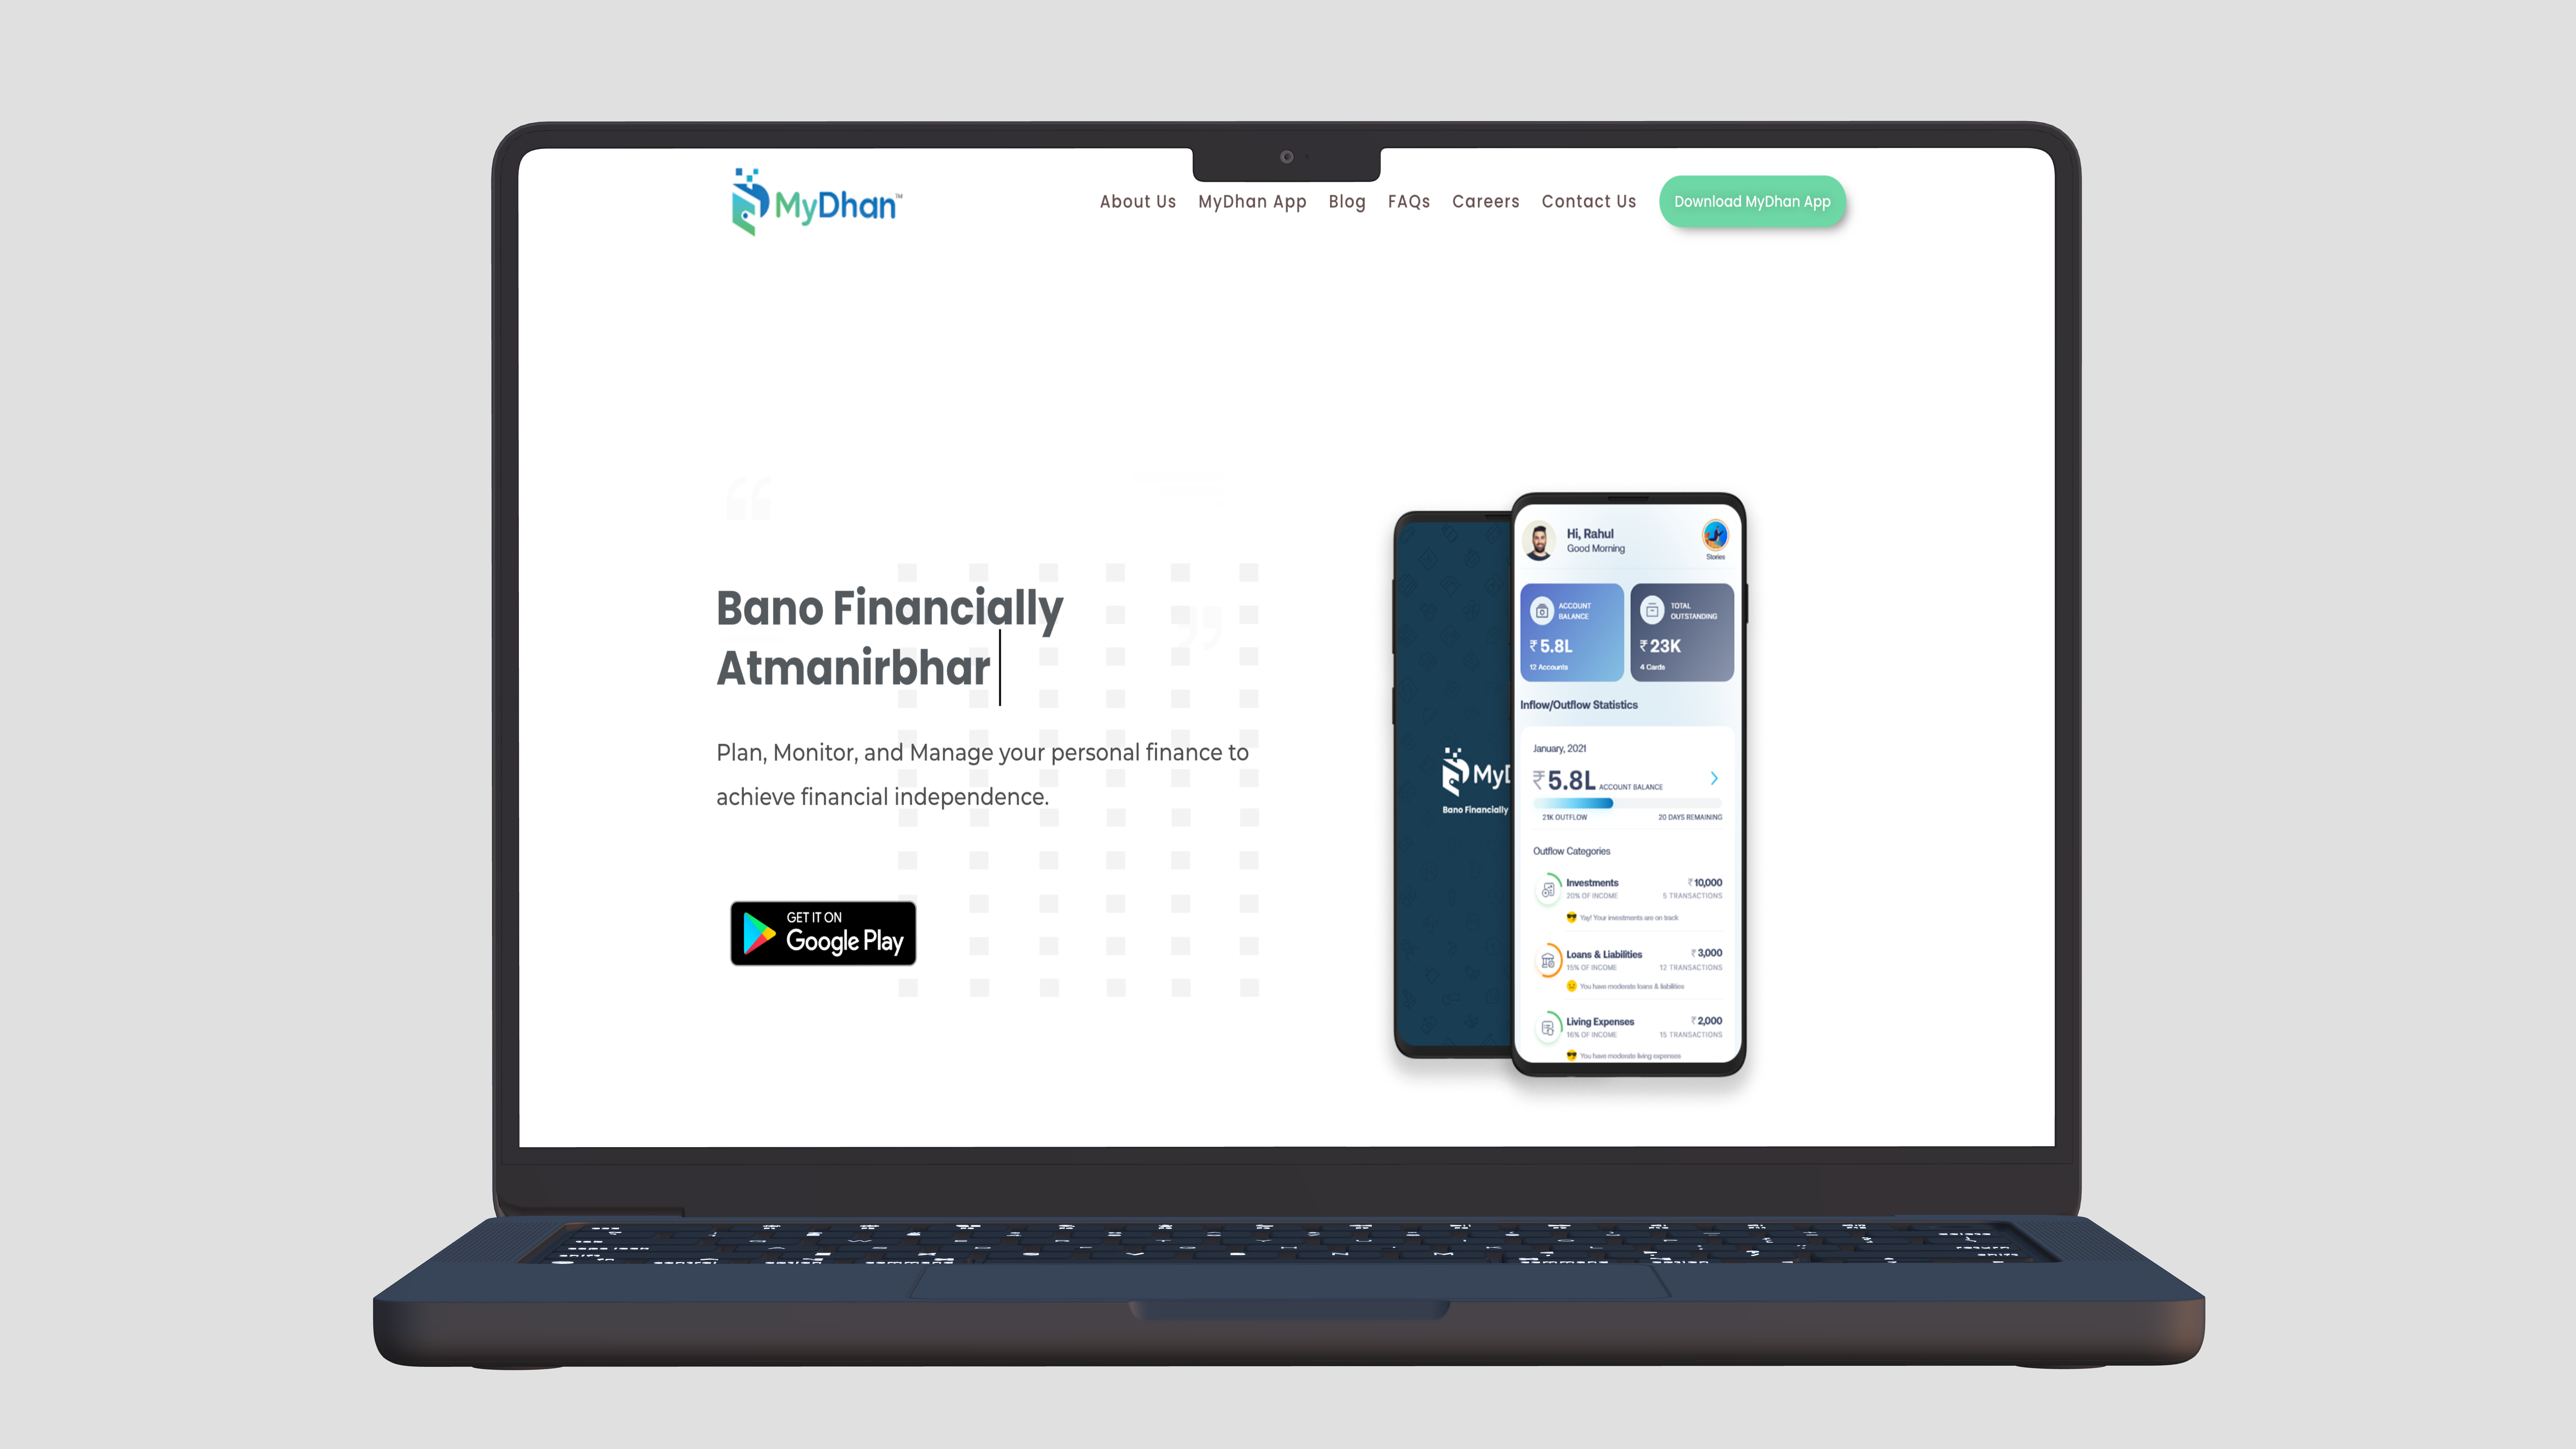 MyDhan™
About Us MyDhan App Blog FAQs Careers Contact Us Download MyDhan App
Bano Financially
Atmanirbhar
Plan, Monitor, and Manage your personal finance to
achieve financial independence.
GET IT ON
Google Play
MyD
Bano Financially
Hi, Rahul
Good Morning
Stories
ACCOUNT
BALANCE
₹ 5.8L
12 Accounts
TOTAL
OUTSTANDING
₹ 23K
4 Cards
Inflow/Outflow Statistics
January, 2021
₹ 5.8L ACCOUNT BALANCE
21K OUTFLOW 20 DAYS REMAINING
Outflow Categories
Investments ₹ 10,000
20% OF INCOME 5 TRANSACTIONS
Yay! Your investments are on track
Loans & Liabilities ₹ 3,000
15% OF INCOME 12 TRANSACTIONS
You have moderate loans & liabilities
Living Expenses ₹ 2,000
16% OF INCOME 15 TRANSACTIONS
You have moderate living expenses